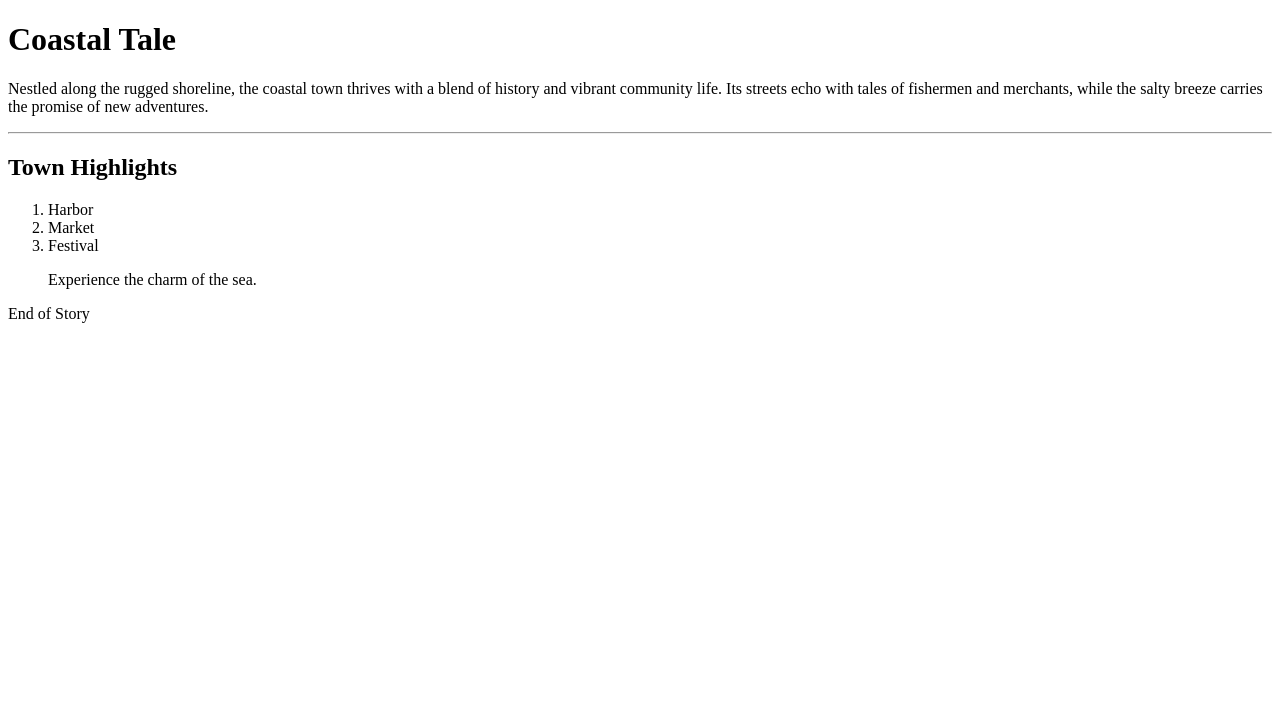 Coastal Tale
Nestled along the rugged shoreline, the coastal town thrives with a blend of history and vibrant community life. Its streets echo with tales of fishermen and merchants, while the salty breeze carries
the promise of new adventures.
Town Highlights
1. Harbor
2. Market
3. Festival
Experience the charm of the sea.
End of Story